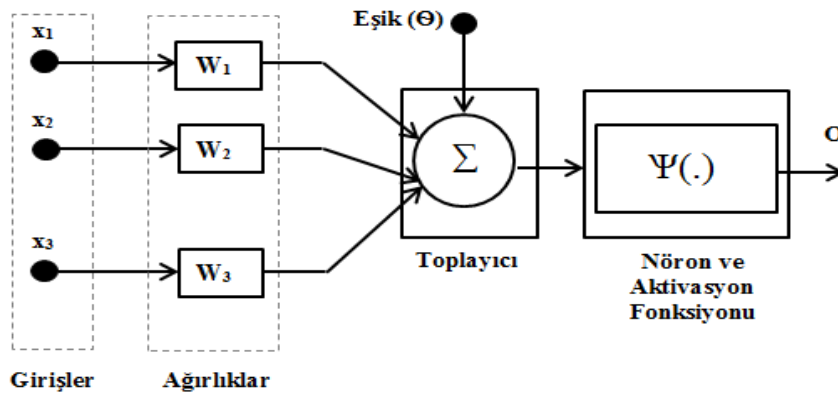 Eşik (Θ)
x₁
W₁
x₂
W₂
Σ
Ψ(.)
x₃
W₃
Toplayıcı
Nöron ve
Aktivasyon
Fonksiyonu
Girişler
Ağırlıklar